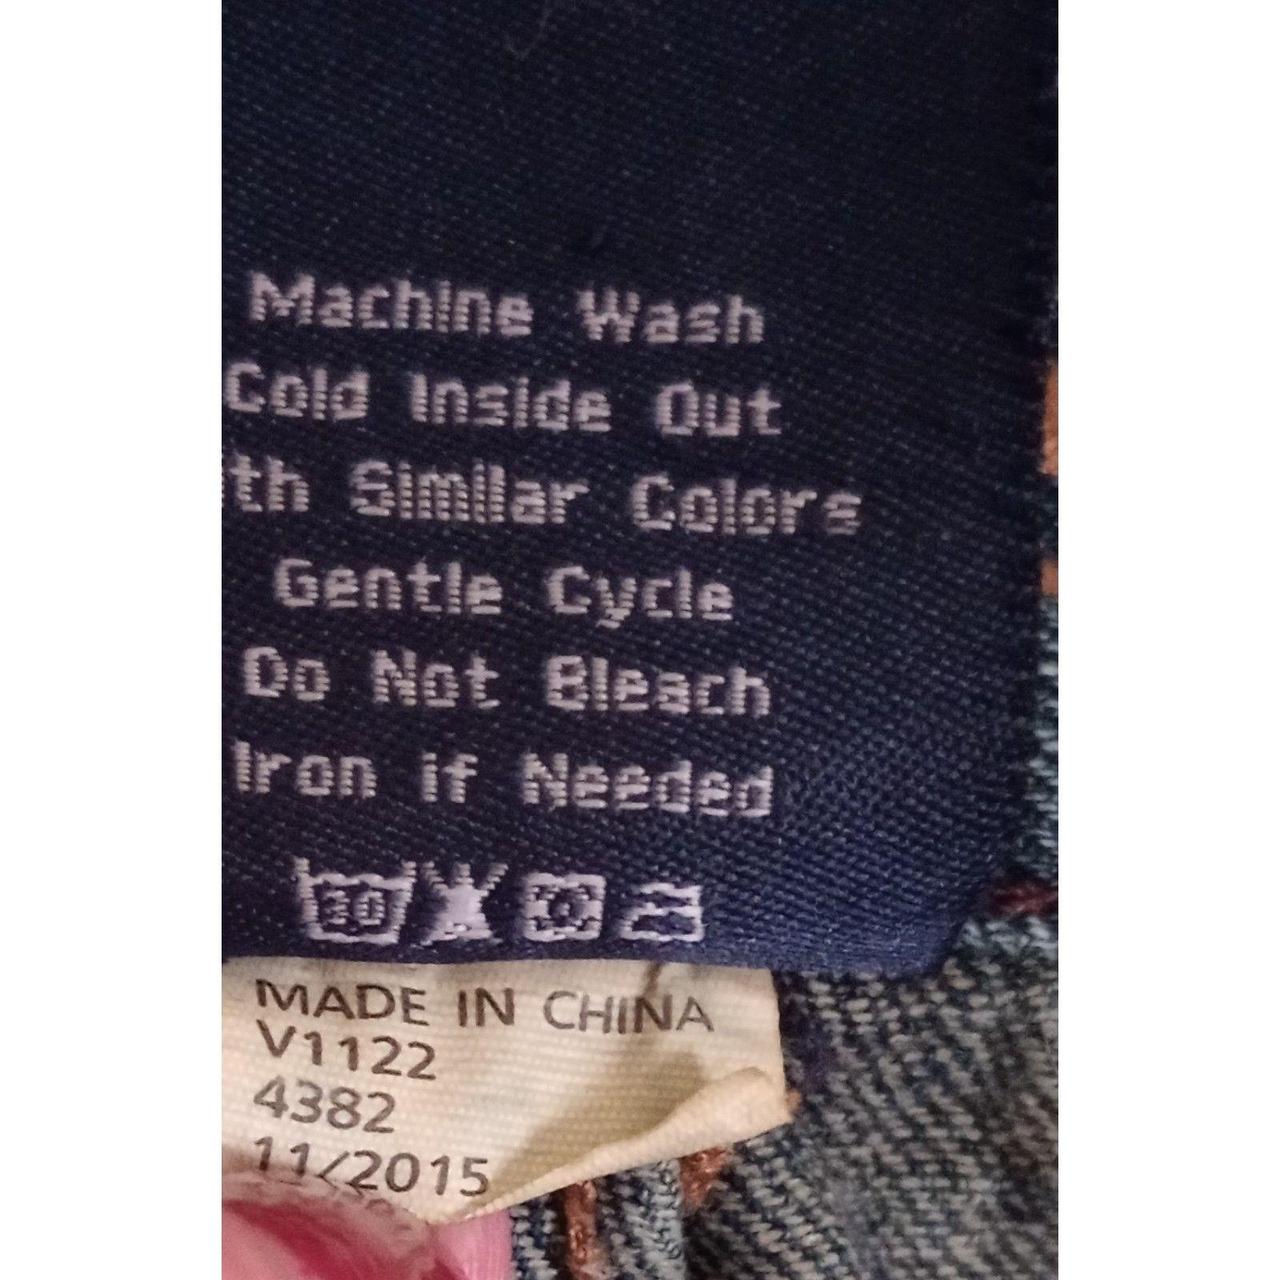 Machine Wash
Cold Inside Out
th Similar Colors
Gentle Cycle
Do Not Bleach
Iron if Needed
30
MADE IN CHINA
V1122
4382
11/2015